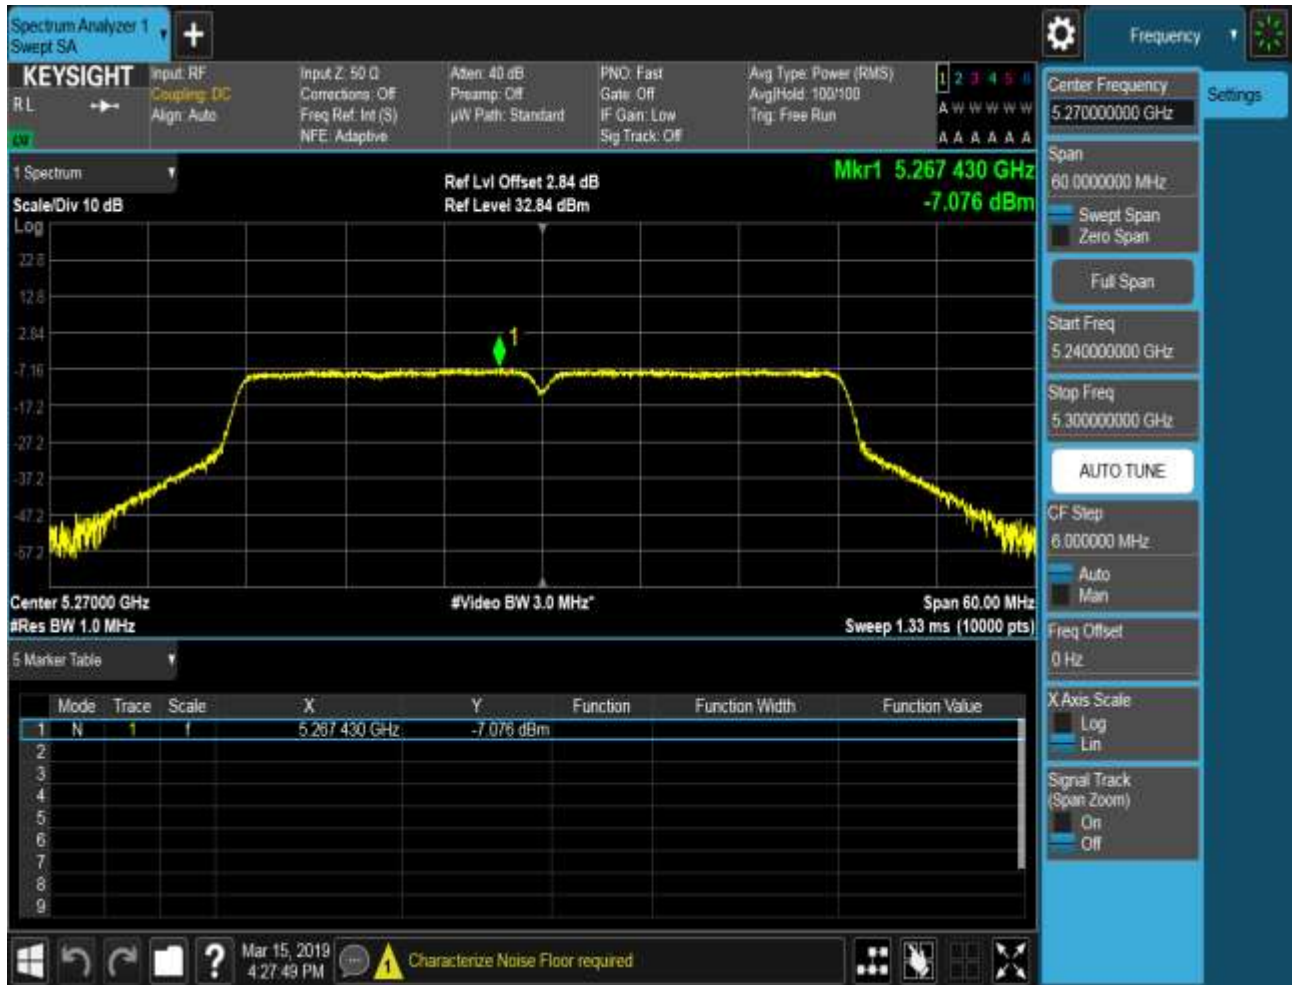 Spectrum Analyzer 1
Swept SA
+
Frequency
KEYSIGHT
R L
Input: RF
Coupling: DC
Align: Auto
Input Z: 50 Ω
Corrections: Off
Freq Ref: Int (S)
NFE: Adaptive
Atten: 40 dB
Preamp: Off
µW Path: Standard
PNO: Fast
Gate: Off
IF Gain: Low
Sig Track: Off
Avg Type: Power (RMS)
Avg|Hold: 100/100
Trig: Free Run
1 2 3 4 5 6
A W W W W W
A A A A A A
1 Spectrum
Scale/Div 10 dB
Ref Lvl Offset 2.84 dB
Ref Level 32.84 dBm
Mkr1 5.267 430 GHz
-7.076 dBm
Log
22.8
12.8
2.84
-7.16
-17.2
-27.2
-37.2
-47.2
-57.2
1
Center 5.27000 GHz
#Video BW 3.0 MHz*
Span 60.00 MHz
#Res BW 1.0 MHz
Sweep 1.33 ms (10000 pts)
5 Marker Table
Mode Trace Scale X Y Function Function Width Function Value
1 N 1 f 5.267 430 GHz -7.076 dBm
2
3
4
5
6
7
8
9
Mar 15, 2019
4:27:49 PM
?
1
Characterize Noise Floor required
Center Frequency
5.270000000 GHz
Settings
Span
60.0000000 MHz
Swept Span
Zero Span
Full Span
Start Freq
5.240000000 GHz
Stop Freq
5.300000000 GHz
AUTO TUNE
CF Step
6.000000 MHz
Auto
Man
Freq Offset
0 Hz
X Axis Scale
Log
Lin
Signal Track
(Span Zoom)
On
Off